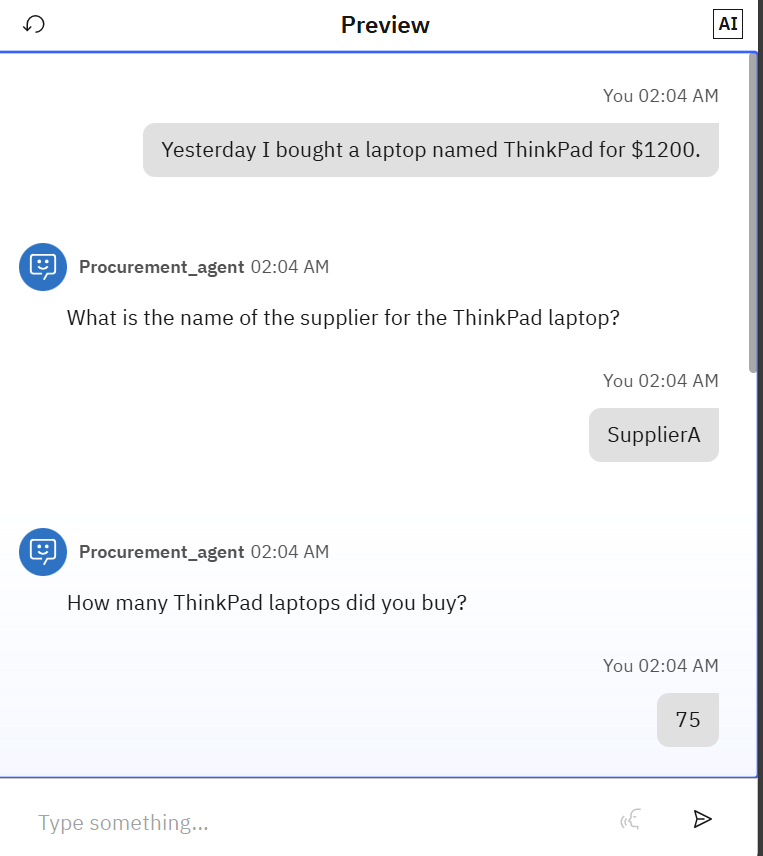 Preview
AI
You 02:04 AM
Yesterday I bought a laptop named ThinkPad for $1200.
Procurement_agent 02:04 AM
What is the name of the supplier for the ThinkPad laptop?
You 02:04 AM
SupplierA
Procurement_agent 02:04 AM
How many ThinkPad laptops did you buy?
You 02:04 AM
75
Type something...